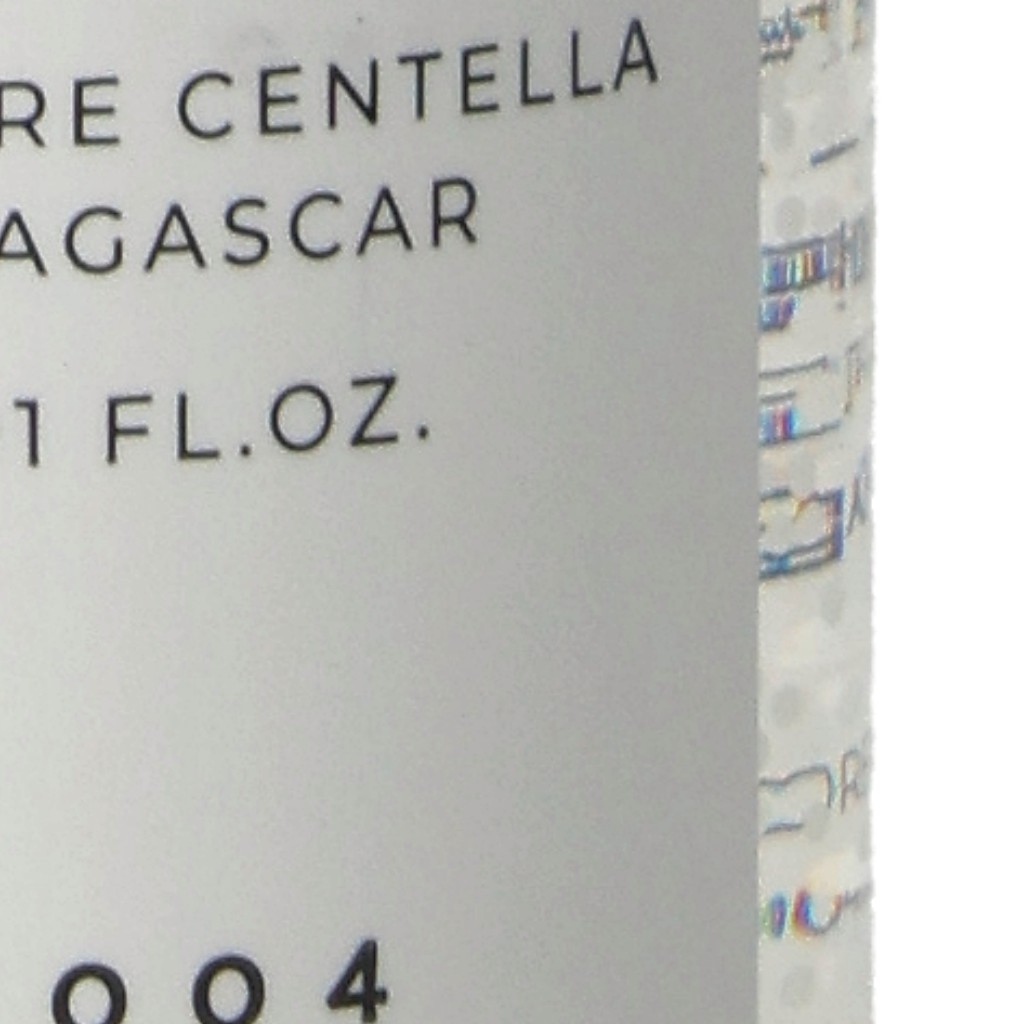 RE CENTELLA
AGASCAR
1 FL.OZ.
004